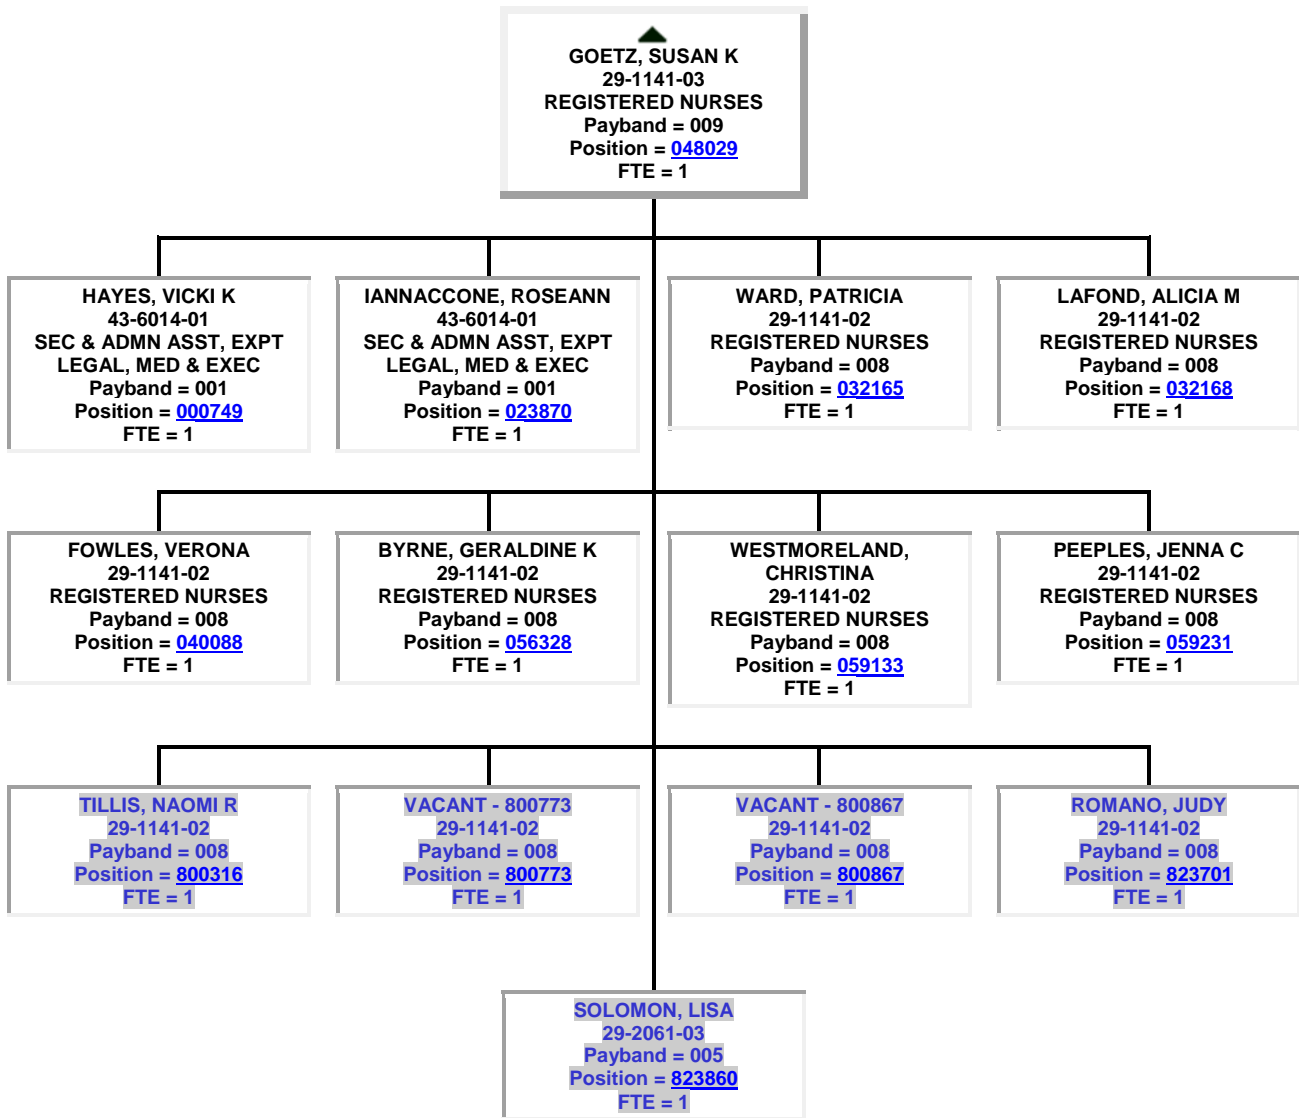 GOETZ, SUSAN K
29-1141-03
REGISTERED NURSES
Payband = 009
Position = 048029
FTE = 1
HAYES, VICKI K
43-6014-01
SEC & ADMN ASST, EXPT
LEGAL, MED & EXEC
Payband = 001
Position = 000749
FTE = 1
IANNACCONE, ROSEANN
43-6014-01
SEC & ADMN ASST, EXPT
LEGAL, MED & EXEC
Payband = 001
Position = 023870
FTE = 1
WARD, PATRICIA
29-1141-02
REGISTERED NURSES
Payband = 008
Position = 032165
FTE = 1
LAFOND, ALICIA M
29-1141-02
REGISTERED NURSES
Payband = 008
Position = 032168
FTE = 1
FOWLES, VERONA
29-1141-02
REGISTERED NURSES
Payband = 008
Position = 040088
FTE = 1
BYRNE, GERALDINE K
29-1141-02
REGISTERED NURSES
Payband = 008
Position = 056328
FTE = 1
WESTMORELAND,
CHRISTINA
29-1141-02
REGISTERED NURSES
Payband = 008
Position = 059133
FTE = 1
PEEPLES, JENNA C
29-1141-02
REGISTERED NURSES
Payband = 008
Position = 059231
FTE = 1
TILLIS, NAOMI R
29-1141-02
Payband = 008
Position = 800316
FTE = 1
VACANT - 800773
29-1141-02
Payband = 008
Position = 800773
FTE = 1
VACANT - 800867
29-1141-02
Payband = 008
Position = 800867
FTE = 1
ROMANO, JUDY
29-1141-02
Payband = 008
Position = 823701
FTE = 1
SOLOMON, LISA
29-2061-03
Payband = 005
Position = 823860
FTE = 1